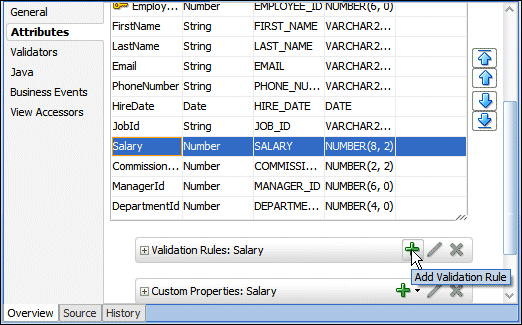 General
Attributes
Validators
Java
Business Events
View Accessors
Employ... Number EMPLOYEE_ID NUMBER(6, 0)
FirstName String FIRST_NAME VARCHAR2...
LastName String LAST_NAME VARCHAR2...
Email String EMAIL VARCHAR2...
PhoneNumber String PHONE_NU... VARCHAR2...
HireDate Date HIRE_DATE DATE
JobId String JOB_ID VARCHAR2...
Salary Number SALARY NUMBER(8, 2)
Commission... Number COMMISSI... NUMBER(2, 2)
ManagerId Number MANAGER_ID NUMBER(6, 0)
DepartmentId Number DEPARTME... NUMBER(4, 0)
Validation Rules: Salary
Add Validation Rule
Custom Properties: Salary
Overview Source History